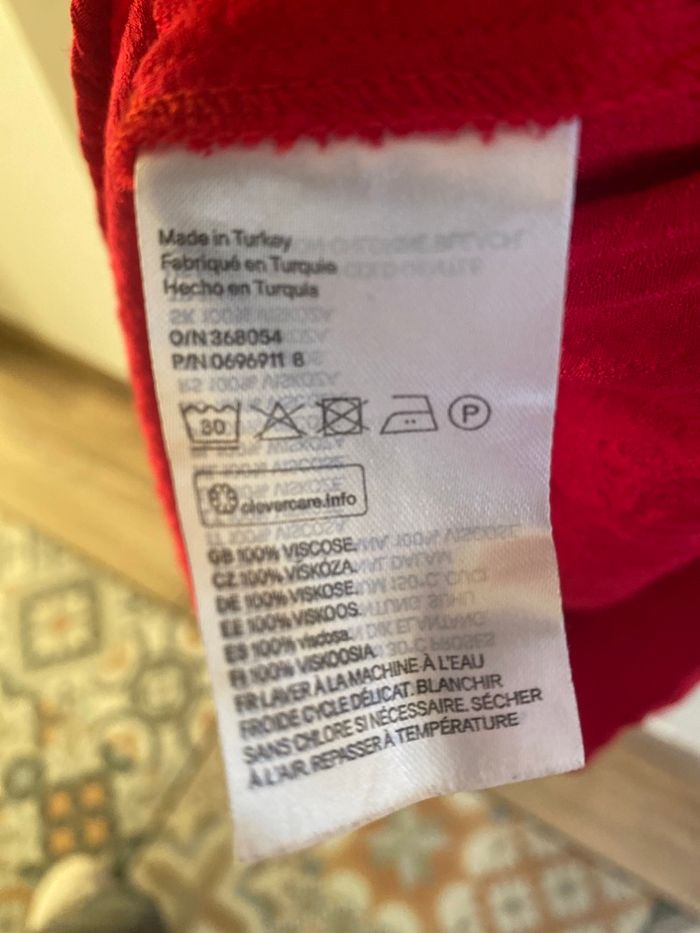 Made in Turkey
Fabriqué en Turquie
Hecho en Turquia
O/N 368054
P/N 0696911 8
30 P
clevercare.info
GB 100% VISCOSE.
CZ 100% VISKÓZA.
DE 100% VISKOSE.
EE 100% VISKOOS.
ES 100% viscosa.
FI 100% VISKOOSIA.
FR LAVER À LA MACHINE À L'EAU
FROIDE CYCLE DÉLICAT. BLANCHIR
SANS CHLORE SI NÉCESSAIRE. SÉCHER
À L'AIR. REPASSER À TEMPÉRATURE